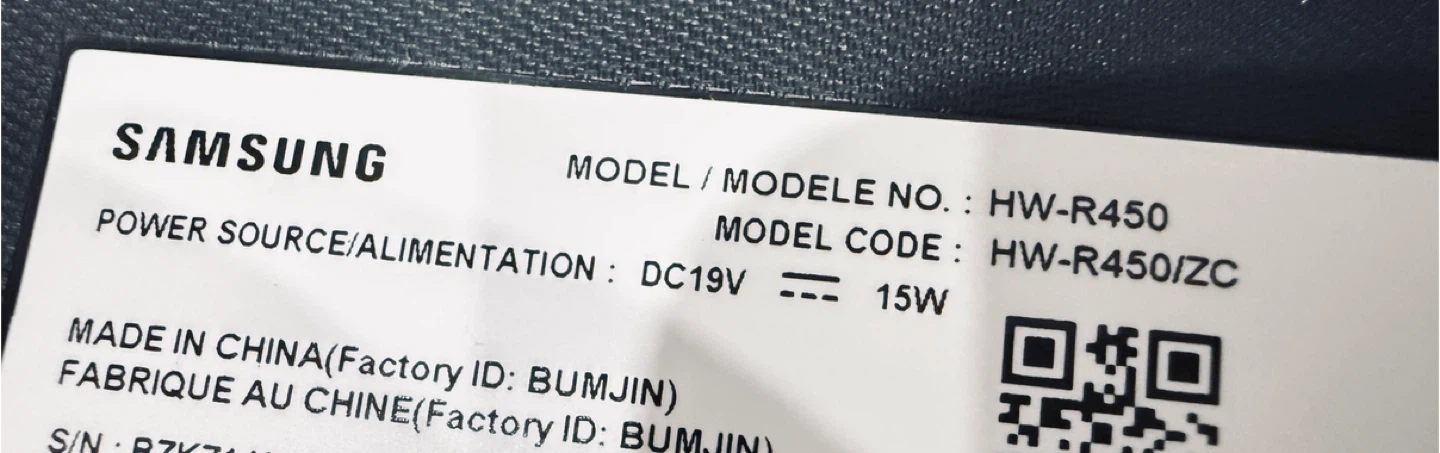 SAMSUNG
MODEL / MODELE NO. : HW-R450
MODEL CODE : HW-R450/ZC
POWER SOURCE/ALIMENTATION : DC19V 15W
MADE IN CHINA(Factory ID: BUMJIN)
FABRIQUE AU CHINE(Factory ID: BUMJIN)
S/N :